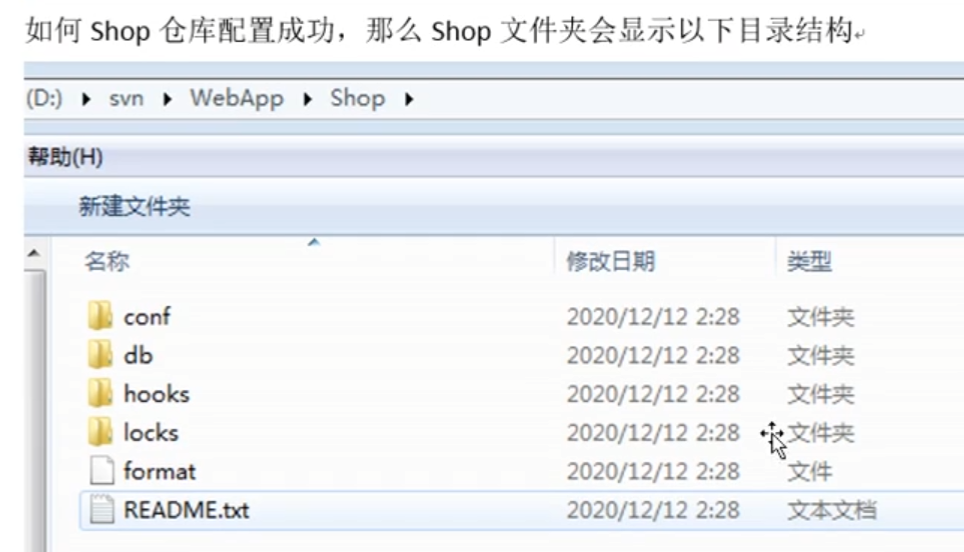 如何 Shop 仓库配置成功，那么 Shop 文件夹会显示以下目录结构
(D:) ▸ svn ▸ WebApp ▸ Shop ▸
帮助(H)
新建文件夹
名称 修改日期 类型
conf 2020/12/12 2:28 文件夹
db 2020/12/12 2:28 文件夹
hooks 2020/12/12 2:28 文件夹
locks 2020/12/12 2:28 文件夹
format 2020/12/12 2:28 文件
README.txt 2020/12/12 2:28 文本文档